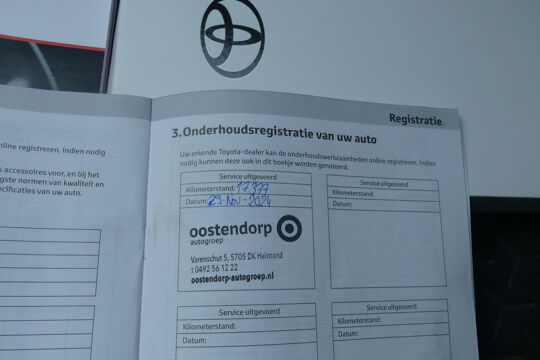 nline registreren. Indien nodig
s accessoires voor, en bij het
ogste normen van kwaliteit en
ecificaties van uw auto.
Registratie
3. Onderhoudsregistratie van uw auto
Uw erkende Toyota-dealer kan de onderhoudswerkzaamheden online registreren. Indien
nodig kunnen deze ook in dit boekje worden genoteerd.
Service uitgevoerd
Kilometerstand: 17.377
Datum: 29-Nov-2024
oostendorp
autogroep
Varenschut 5, 5705 DK Helmond
t 0492 56 12 22
oostendorp-autogroep.nl
Service uitgevoerd
Kilometerstand:
Datum:
Service uitgevoerd
Kilometerstand:
Datum:
Service uitgevoerd
Kilometerstand:
Datum: